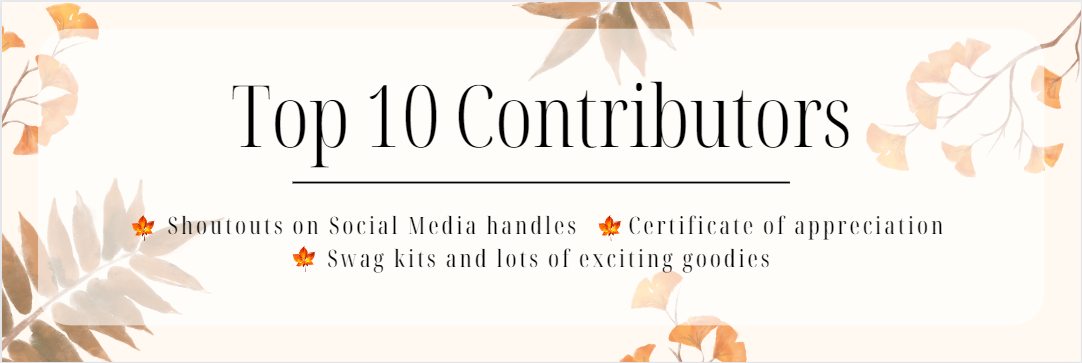 Top 10 Contributors
🍁 Shoutouts on Social Media handles 🍁 Certificate of appreciation
🍁 Swag kits and lots of exciting goodies